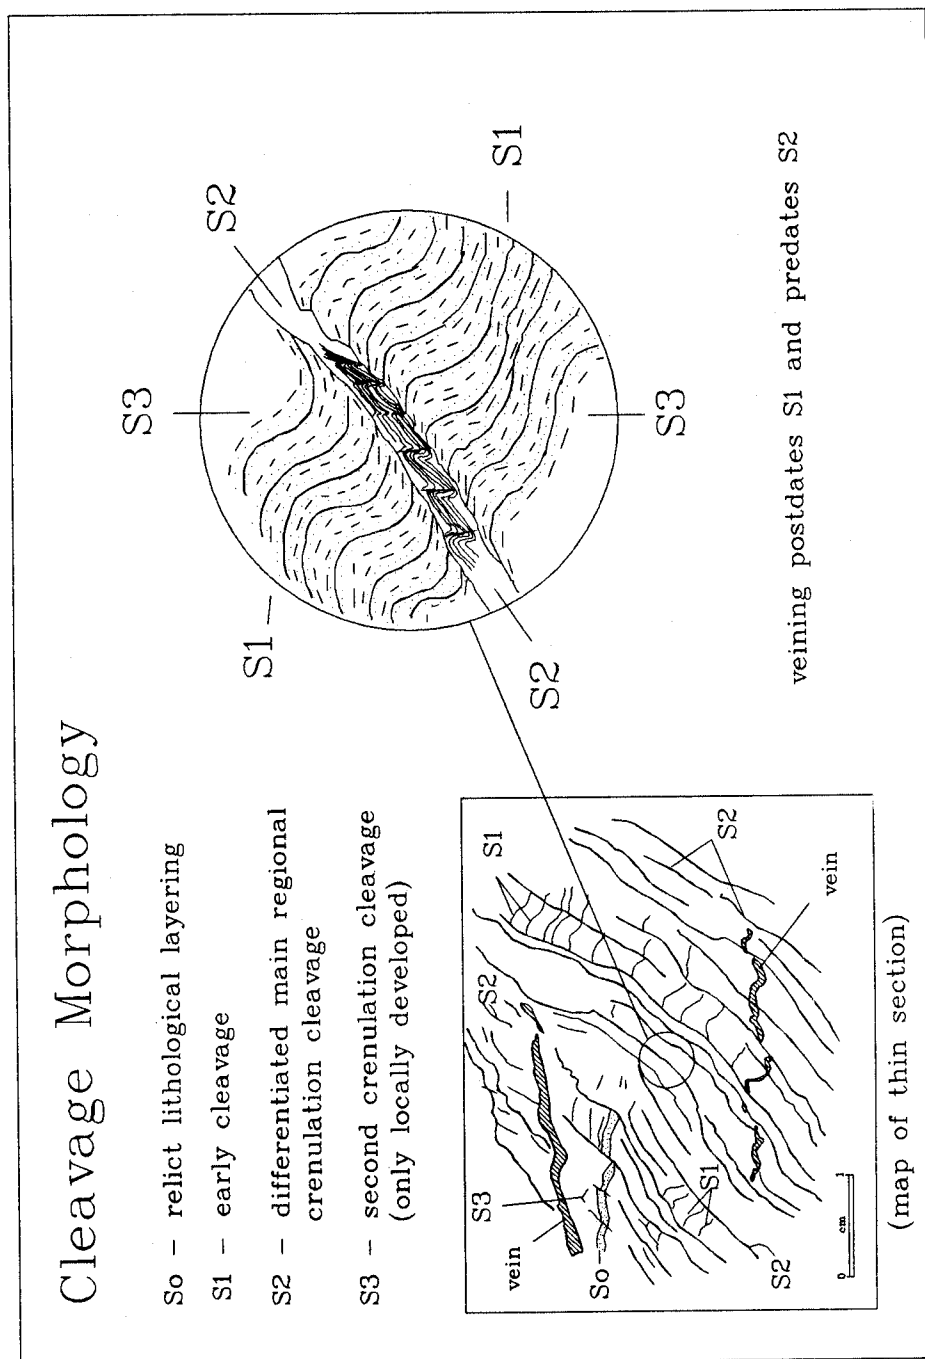 Cleavage Morphology
So – relict lithological layering
S1 – early cleavage
S2 – differentiated main regional
crenulation cleavage
S3 – second crenulation cleavage
(only locally developed)
S1
S3
S2
S2
S3
S1
veining postdates S1 and predates S2
vein
S3
S2
S1
So
S1
S2
S2
vein
0 cm 1
(map of thin section)